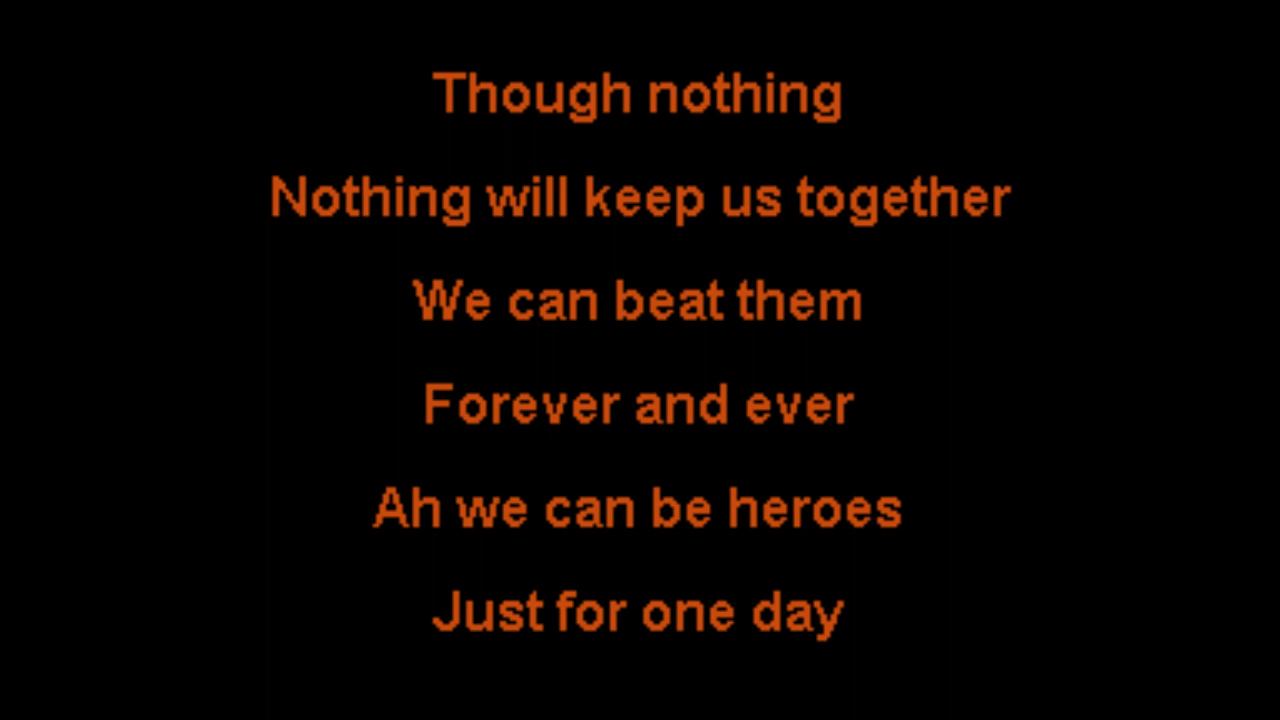 Though nothing
Nothing will keep us together
We can beat them
Forever and ever
Ah we can be heroes
Just for one day